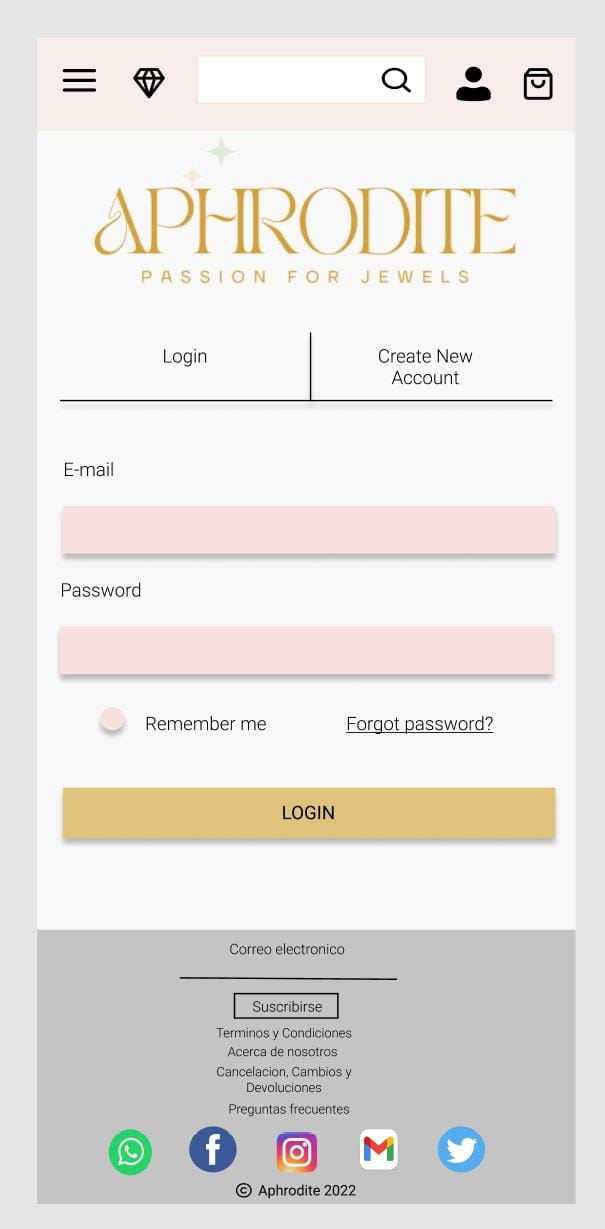 APHRODITE
PASSION FOR JEWELS
Login
Create New
Account
E-mail
Password
Remember me
Forgot password?
LOGIN
Correo electronico
Suscribirse
Terminos y Condiciones
Acerca de nosotros
Cancelacion, Cambios y
Devoluciones
Preguntas frecuentes
© Aphrodite 2022